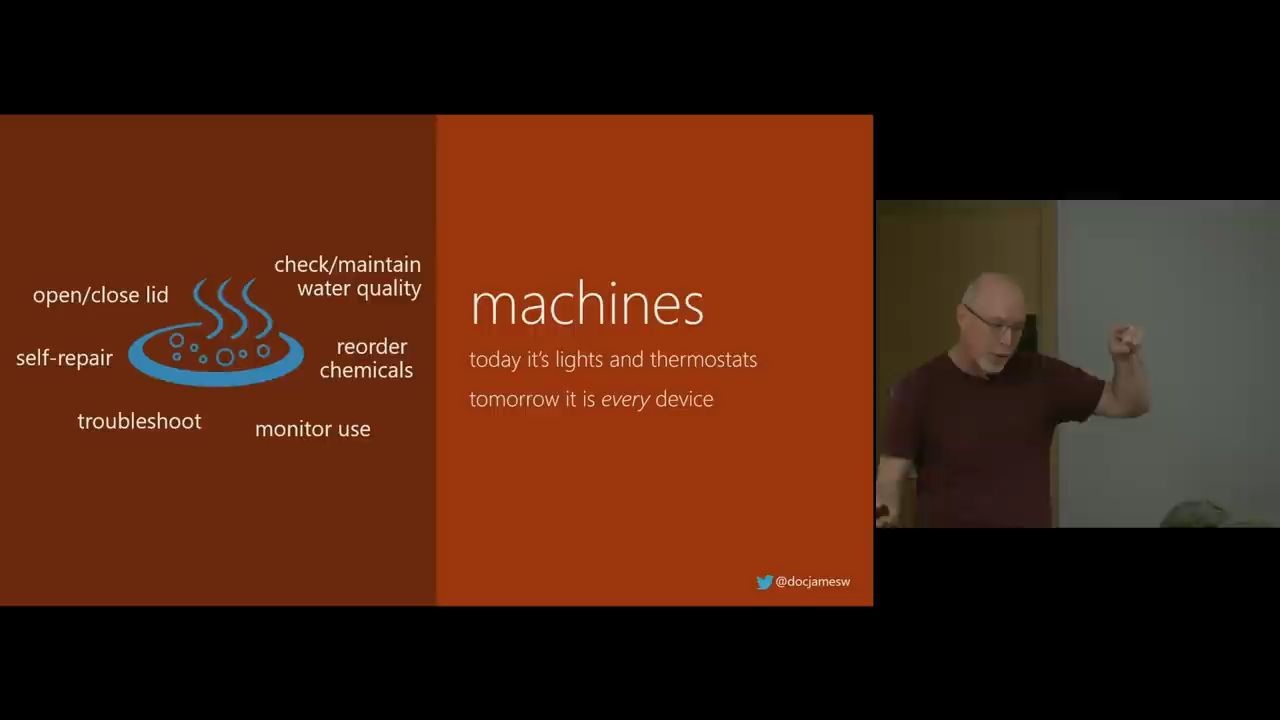 check/maintain
water quality
open/close lid
reorder
chemicals
self-repair
troubleshoot
monitor use
machines
today it's lights and thermostats
tomorrow it is every device
@docjamesw